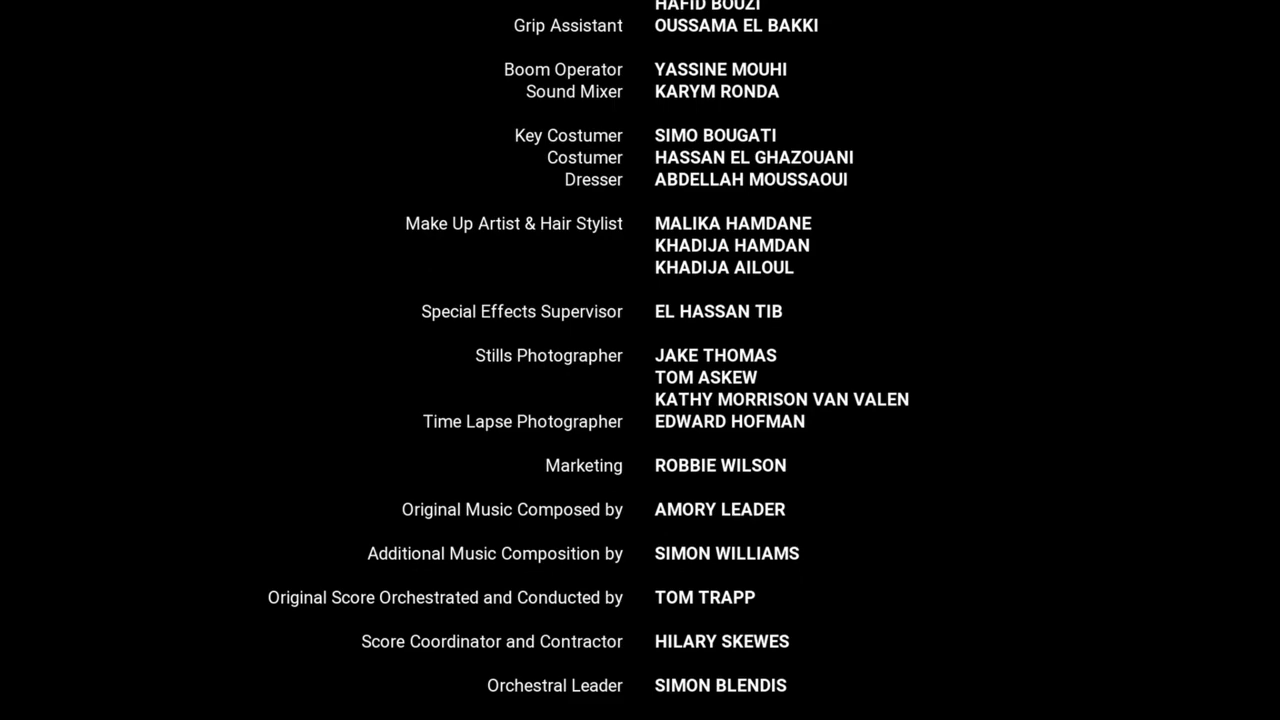 HAFID BOUZI
Grip Assistant OUSSAMA EL BAKKI
Boom Operator YASSINE MOUHI
Sound Mixer KARYM RONDA
Key Costumer SIMO BOUGATI
Costumer HASSAN EL GHAZOUANI
Dresser ABDELLAH MOUSSAOUI
Make Up Artist & Hair Stylist MALIKA HAMDANE
KHADIJA HAMDAN
KHADIJA AILOUL
Special Effects Supervisor EL HASSAN TIB
Stills Photographer JAKE THOMAS
TOM ASKEW
KATHY MORRISON VAN VALEN
Time Lapse Photographer EDWARD HOFMAN
Marketing ROBBIE WILSON
Original Music Composed by AMORY LEADER
Additional Music Composition by SIMON WILLIAMS
Original Score Orchestrated and Conducted by TOM TRAPP
Score Coordinator and Contractor HILARY SKEWES
Orchestral Leader SIMON BLENDIS